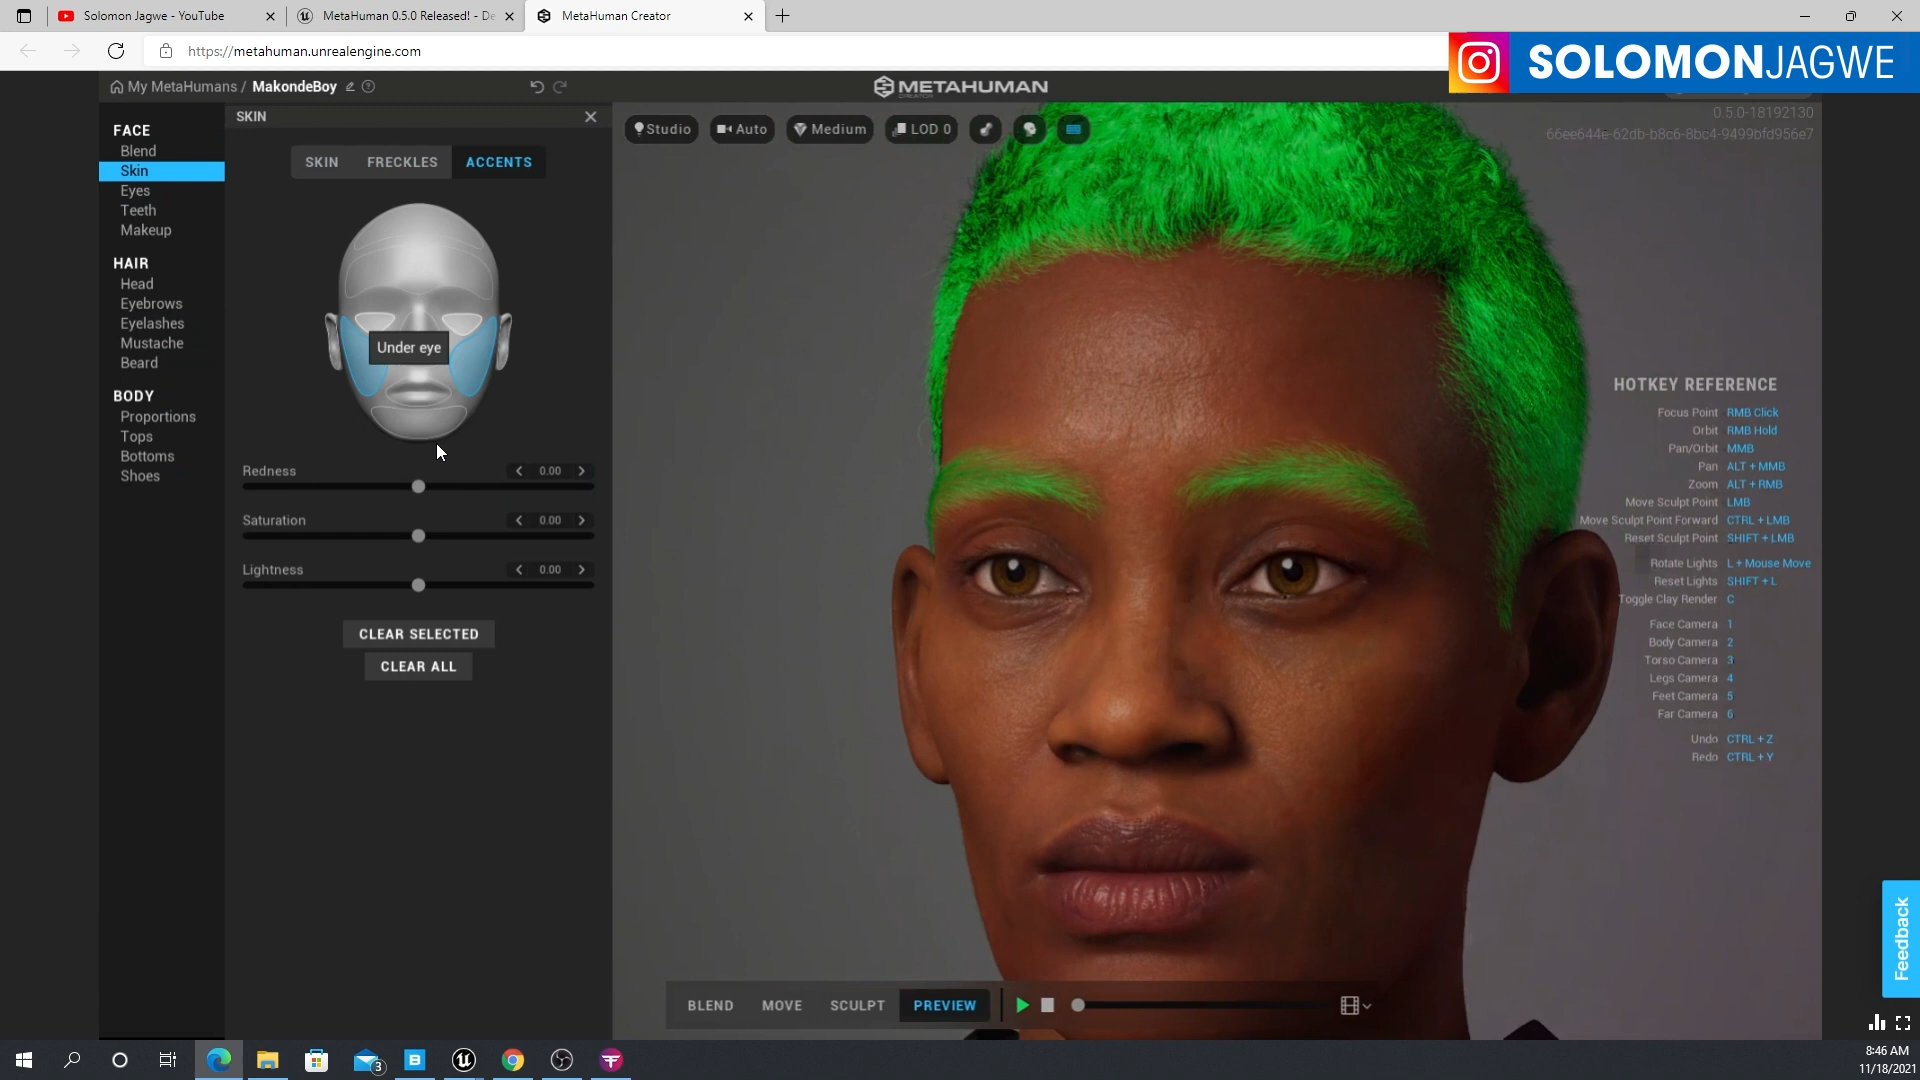 Solomon Jagwe - YouTube
MetaHuman 0.5.0 Released! - De
MetaHuman Creator
https://metahuman.unrealengine.com
SOLOMONJAGWE
My MetaHumans / MakondeBoy
METAHUMAN
CREATOR
SKIN
0.5.0-18192130
66ee644e-62db-b8c6-8bc4-9499bfd956e7
Studio
Auto
Medium
LOD 0
FACE
Blend
Skin
Eyes
Teeth
Makeup
HAIR
Head
Eyebrows
Eyelashes
Mustache
Beard
BODY
Proportions
Tops
Bottoms
Shoes
SKIN FRECKLES ACCENTS
Under eye
Redness 0.00
Saturation 0.00
Lightness 0.00
CLEAR SELECTED
CLEAR ALL
HOTKEY REFERENCE
Focus Point RMB Click
Orbit RMB Hold
Pan/Orbit MMB
Pan ALT + MMB
Zoom ALT + RMB
Move Sculpt Point LMB
Move Sculpt Point Forward CTRL + LMB
Reset Sculpt Point SHIFT + LMB
Rotate Lights L + Mouse Move
Reset Lights SHIFT + L
Toggle Clay Render C
Face Camera 1
Body Camera 2
Torso Camera 3
Legs Camera 4
Feet Camera 5
Far Camera 6
Undo CTRL + Z
Redo CTRL + Y
Feedback
BLEND MOVE SCULPT PREVIEW
3
B
8:46 AM
11/18/2021